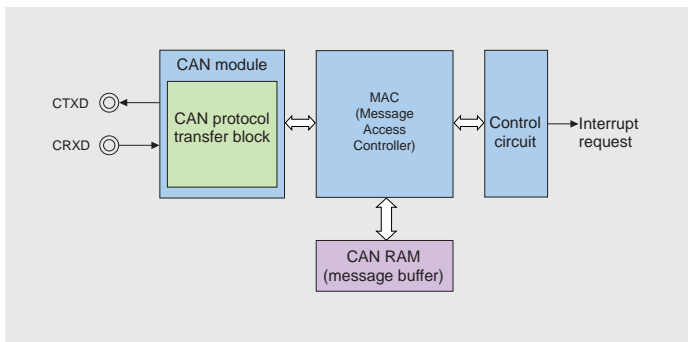 CAN module
CTXD
CRXD
CAN protocol
transfer block
MAC
(Message
Access
Controller)
Control
circuit
Interrupt
request
CAN RAM
(message buffer)